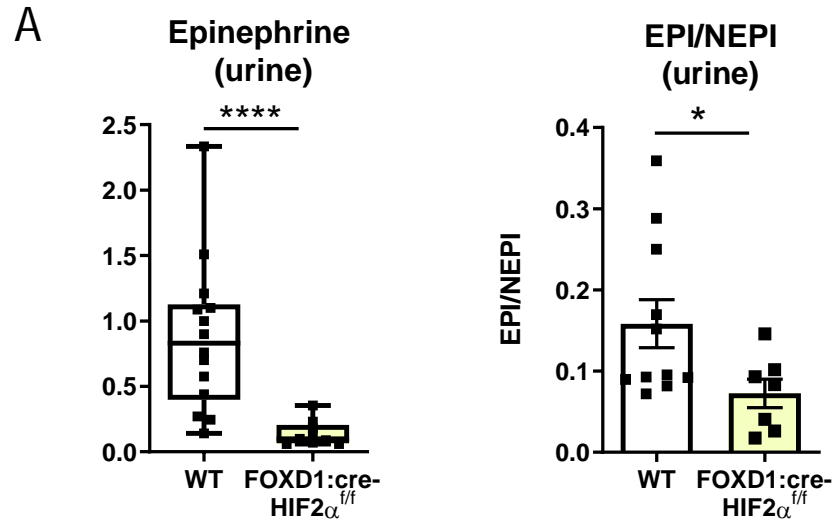 A
Epinephrine
(urine)
****
2.5
2.0
1.5
1.0
0.5
0.0
WT
FOXD1:cre-
HIF2α^f/f
EPI/NEPI
(urine)
*
EPI/NEPI
0.4
0.3
0.2
0.1
0.0
WT
FOXD1:cre-
HIF2α^f/f